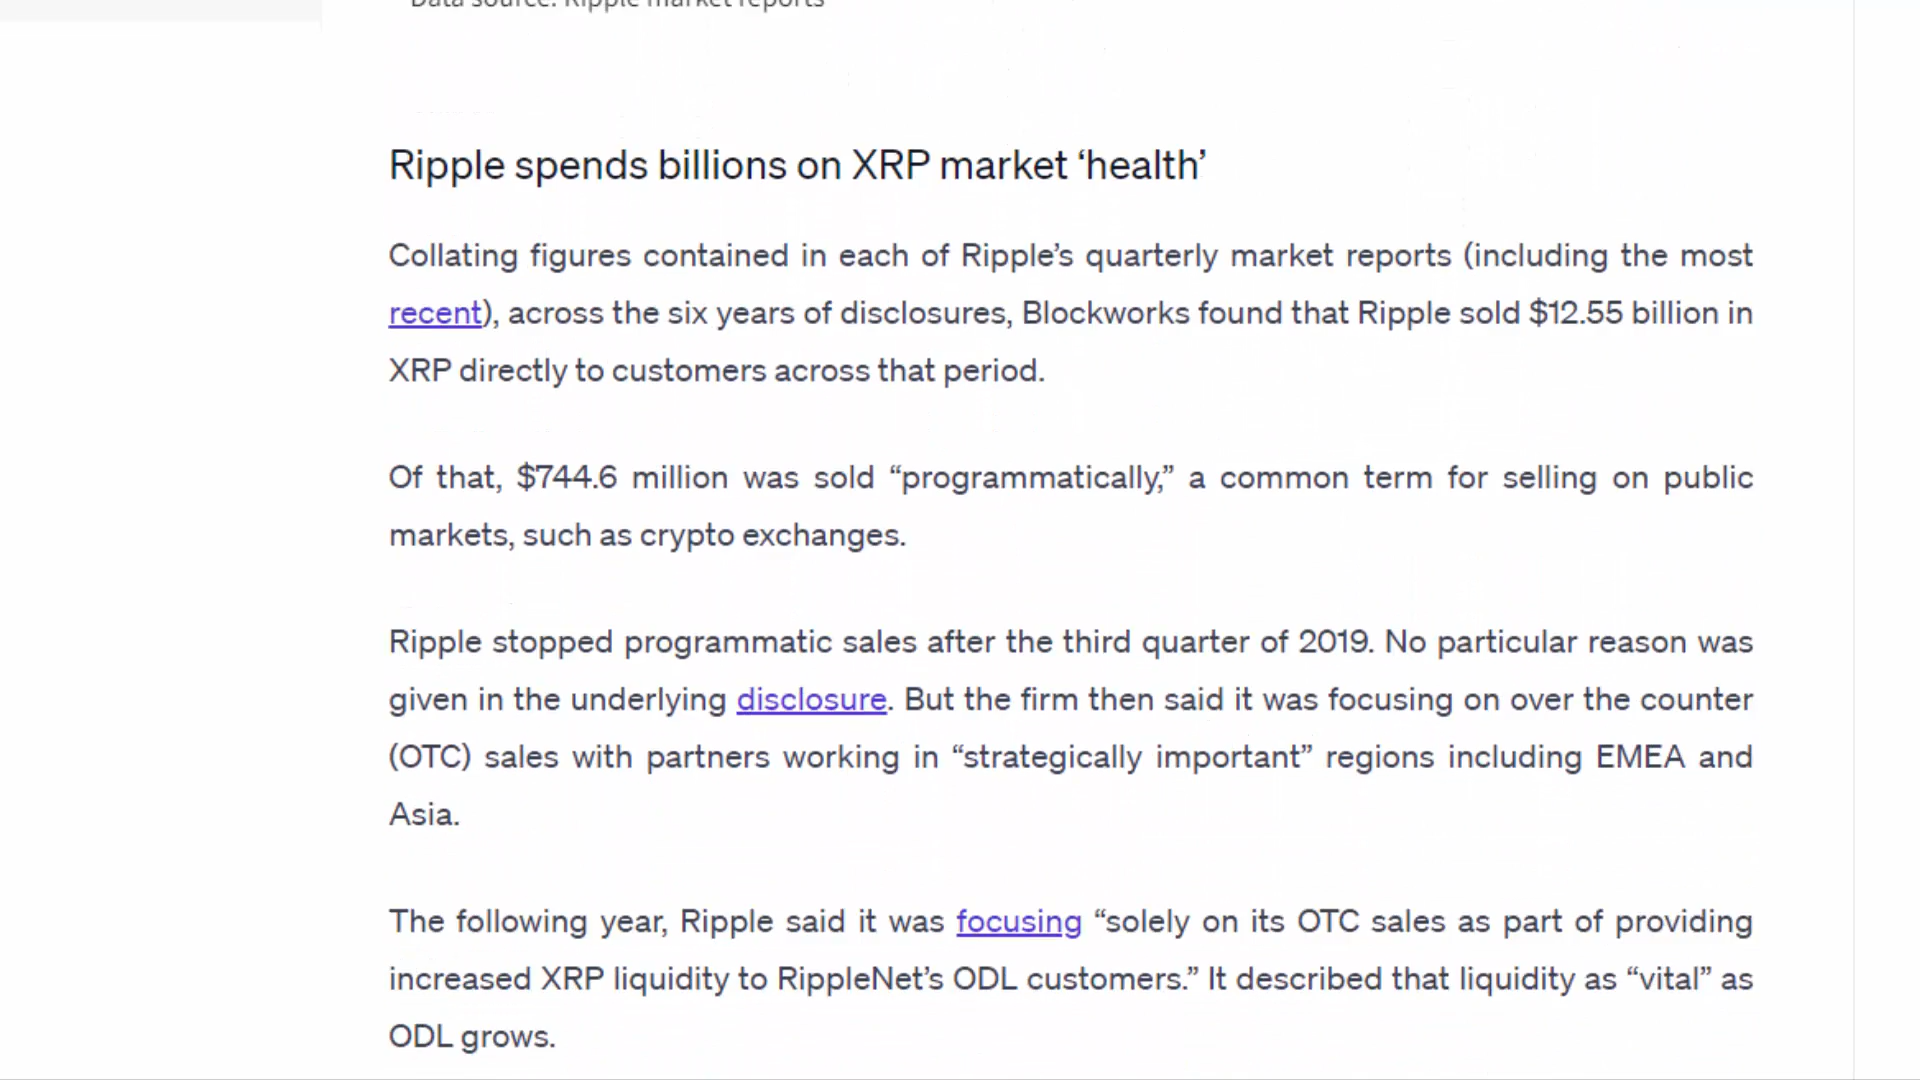 Data source: Ripple market reports
Ripple spends billions on XRP market ‘health’
Collating figures contained in each of Ripple’s quarterly market reports (including the most
recent), across the six years of disclosures, Blockworks found that Ripple sold $12.55 billion in
XRP directly to customers across that period.
Of that, $744.6 million was sold “programmatically,” a common term for selling on public
markets, such as crypto exchanges.
Ripple stopped programmatic sales after the third quarter of 2019. No particular reason was
given in the underlying disclosure. But the firm then said it was focusing on over the counter
(OTC) sales with partners working in “strategically important” regions including EMEA and
Asia.
The following year, Ripple said it was focusing “solely on its OTC sales as part of providing
increased XRP liquidity to RippleNet’s ODL customers.” It described that liquidity as “vital” as
ODL grows.